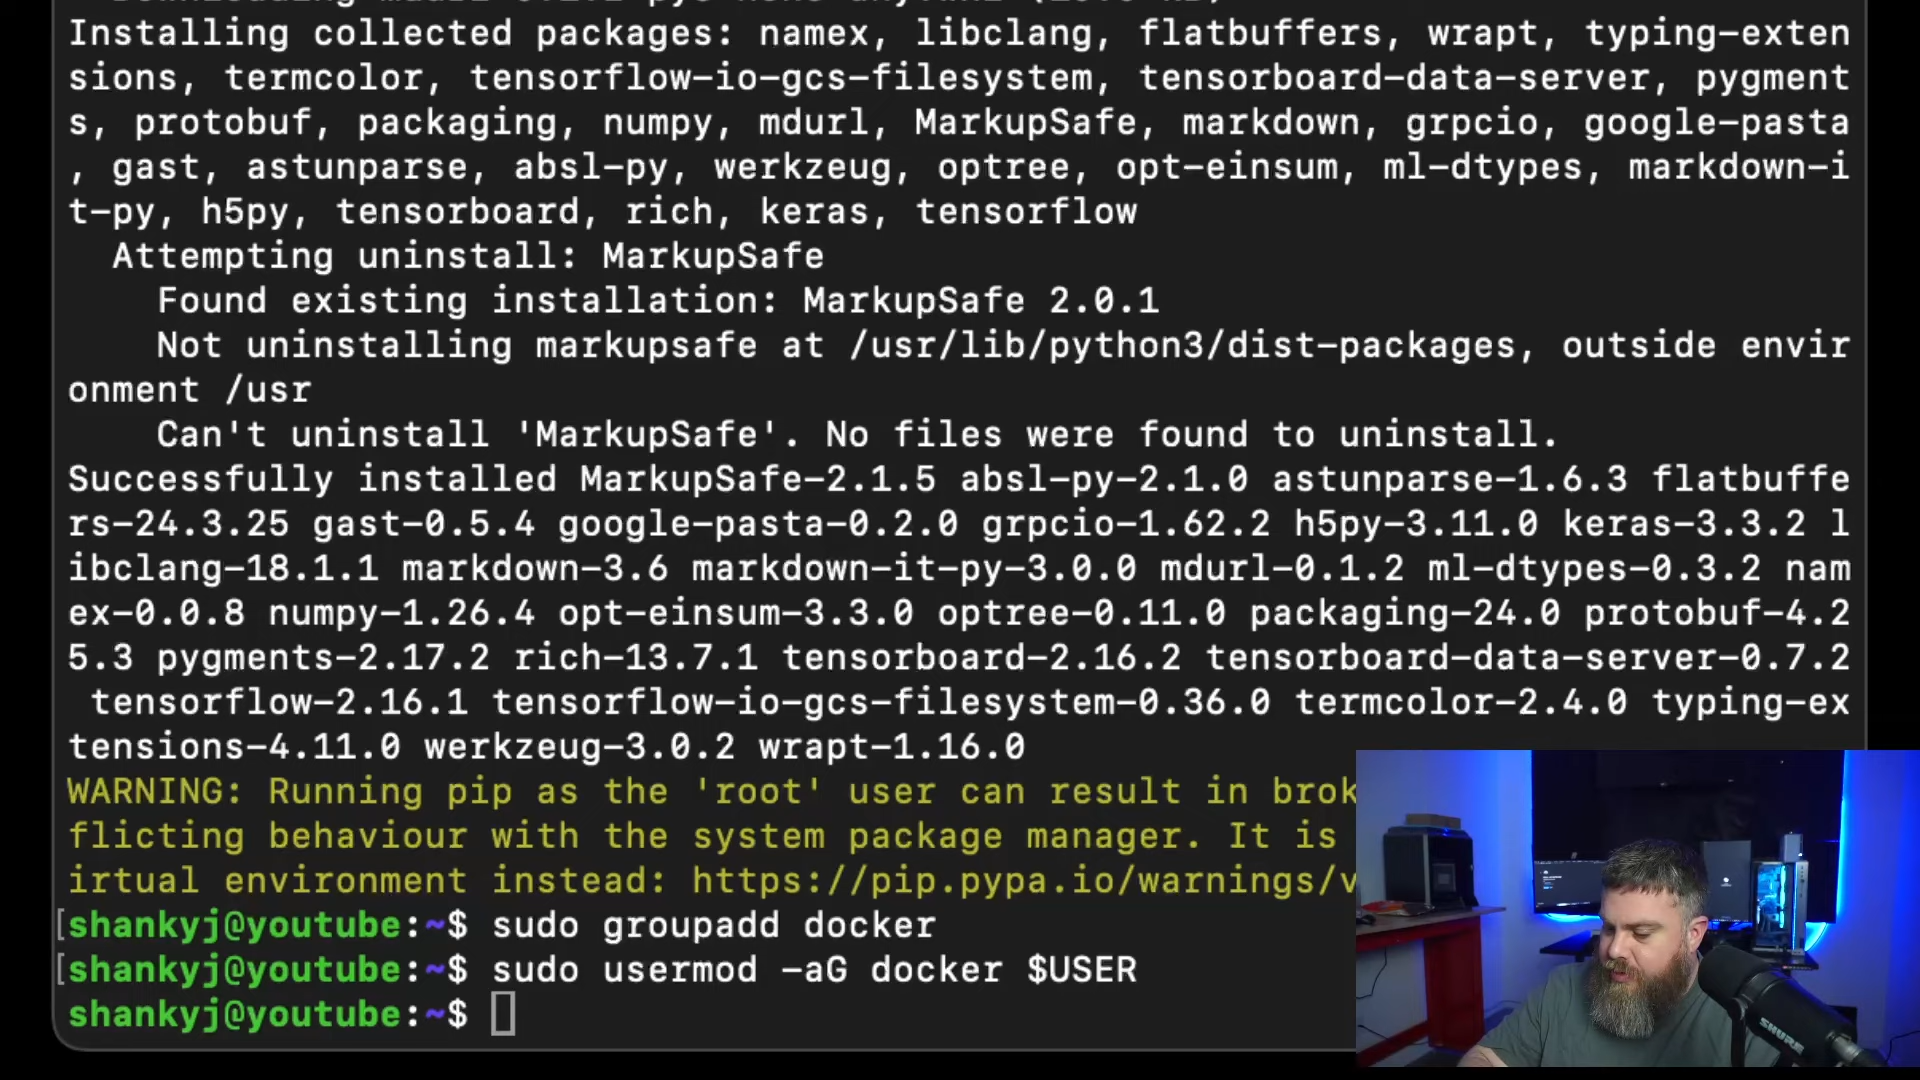 Installing collected packages: namex, libclang, flatbuffers, wrapt, typing-exten
sions, termcolor, tensorflow-io-gcs-filesystem, tensorboard-data-server, pygment
s, protobuf, packaging, numpy, mdurl, MarkupSafe, markdown, grpcio, google-pasta
, gast, astunparse, absl-py, werkzeug, optree, opt-einsum, ml-dtypes, markdown-i
t-py, h5py, tensorboard, rich, keras, tensorflow
Attempting uninstall: MarkupSafe
Found existing installation: MarkupSafe 2.0.1
Not uninstalling markupsafe at /usr/lib/python3/dist-packages, outside envir
onment /usr
Can't uninstall 'MarkupSafe'. No files were found to uninstall.
Successfully installed MarkupSafe-2.1.5 absl-py-2.1.0 astunparse-1.6.3 flatbuffe
rs-24.3.25 gast-0.5.4 google-pasta-0.2.0 grpcio-1.62.2 h5py-3.11.0 keras-3.3.2 l
ibclang-18.1.1 markdown-3.6 markdown-it-py-3.0.0 mdurl-0.1.2 ml-dtypes-0.3.2 nam
ex-0.0.8 numpy-1.26.4 opt-einsum-3.3.0 optree-0.11.0 packaging-24.0 protobuf-4.2
5.3 pygments-2.17.2 rich-13.7.1 tensorboard-2.16.2 tensorboard-data-server-0.7.2
tensorflow-2.16.1 tensorflow-io-gcs-filesystem-0.36.0 termcolor-2.4.0 typing-ex
tensions-4.11.0 werkzeug-3.0.2 wrapt-1.16.0
WARNING: Running pip as the 'root' user can result in brok
flicting behaviour with the system package manager. It is
irtual environment instead: https://pip.pypa.io/warnings/v
[shankyj@youtube:~$ sudo groupadd docker
[shankyj@youtube:~$ sudo usermod -aG docker $USER
shankyj@youtube:~$
SHURE